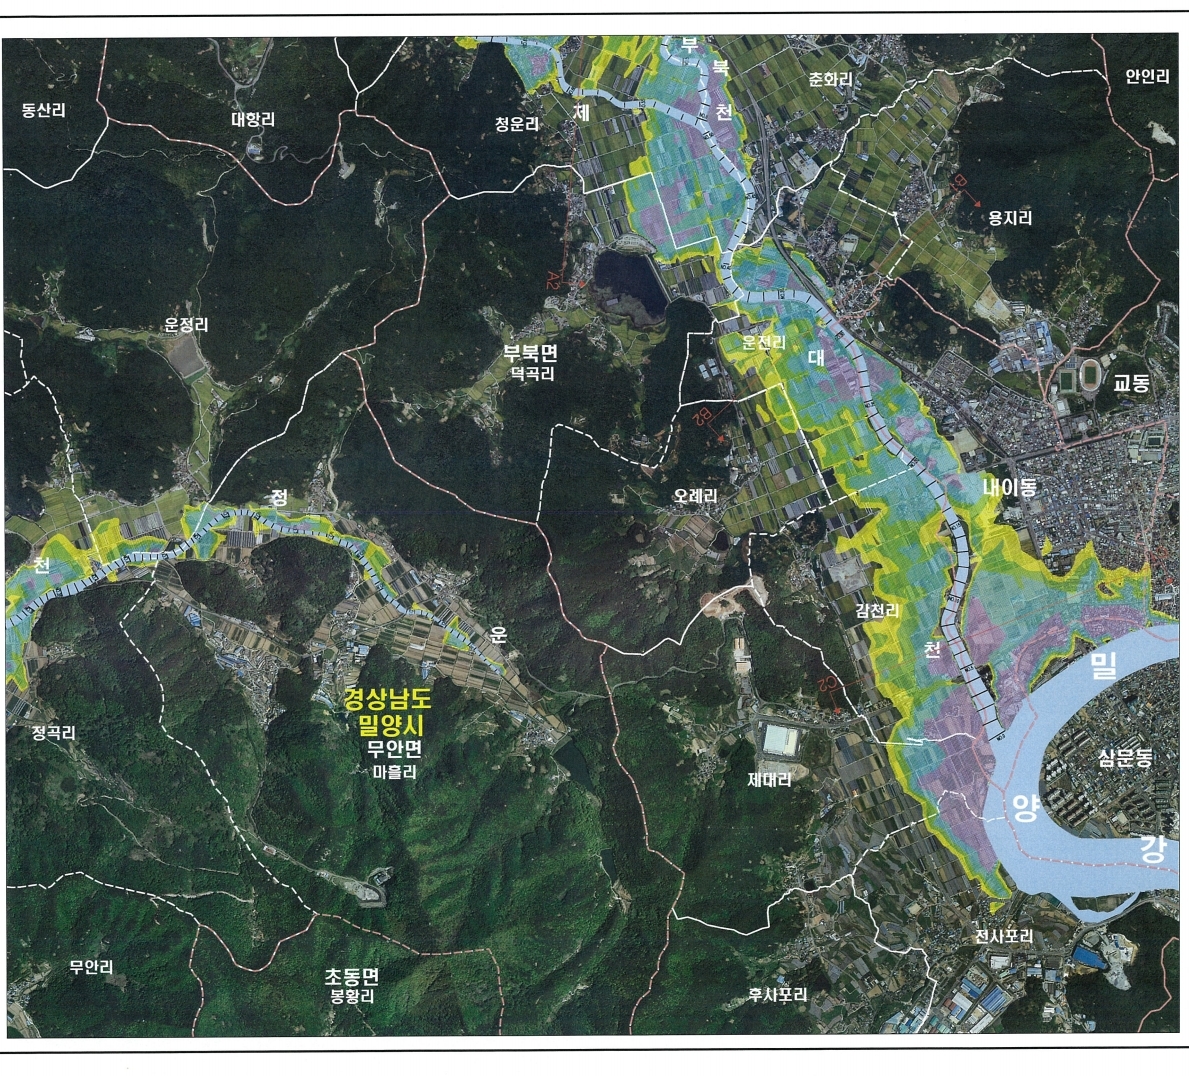 부
북
천
제
춘화리
안인리
동산리
대항리
청운리
용지리
A2
운정리
부북면
덕곡리
운전리
대
교동
B2
오례리
내이동
정
천
감천리
운
천
밀
경상남도
밀양시
무안면
마흘리
C2
정곡리
제대리
삼문동
양
강
전사포리
무안리
초동면
봉황리
후사포리